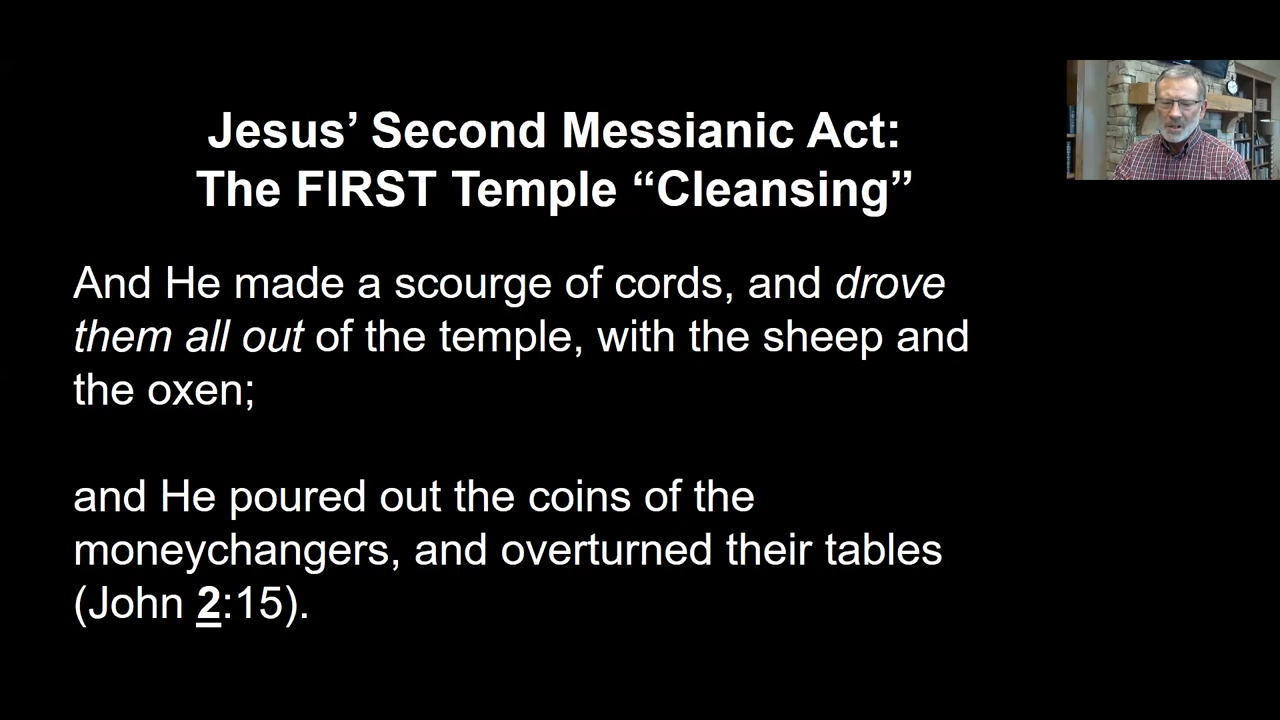 Jesus’ Second Messianic Act:
The FIRST Temple “Cleansing”
And He made a scourge of cords, and drove
them all out of the temple, with the sheep and
the oxen;
and He poured out the coins of the
moneychangers, and overturned their tables
(John 2:15).